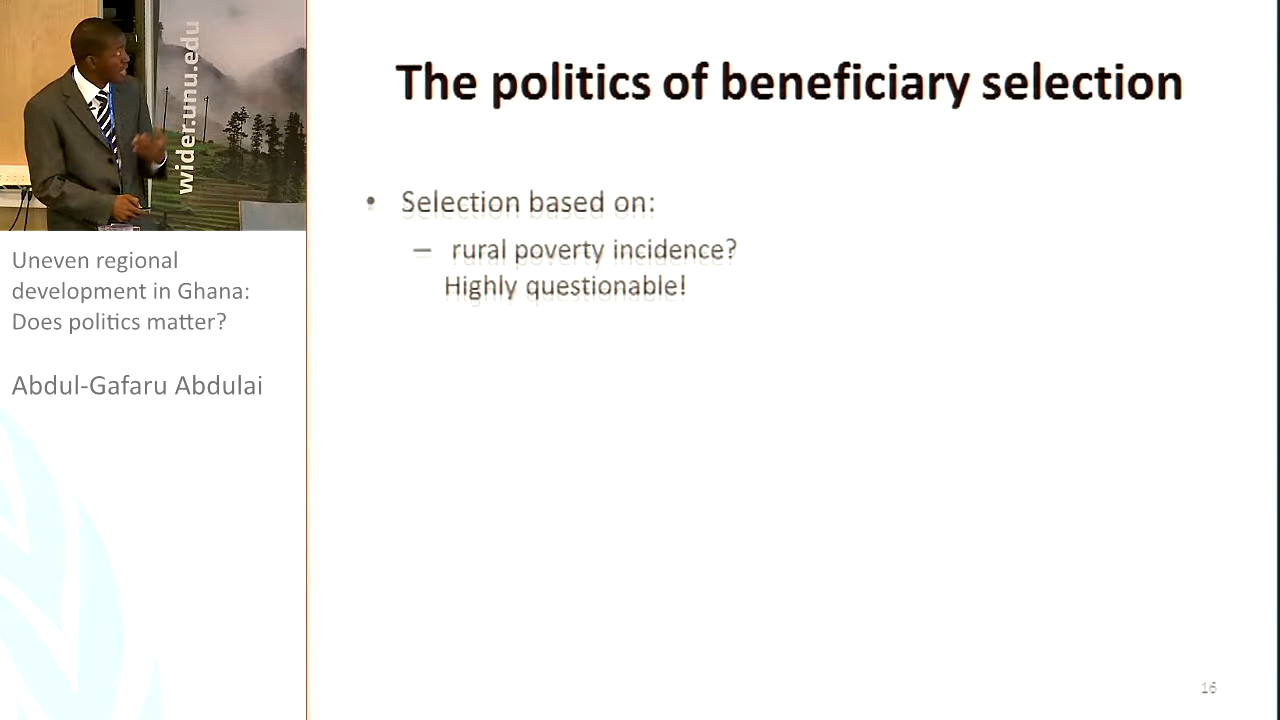 wider.unu.edu
Uneven regional
development in Ghana:
Does politics matter?
Abdul-Gafaru Abdulai
The politics of beneficiary selection
• Selection based on:
– rural poverty incidence?
Highly questionable!
16